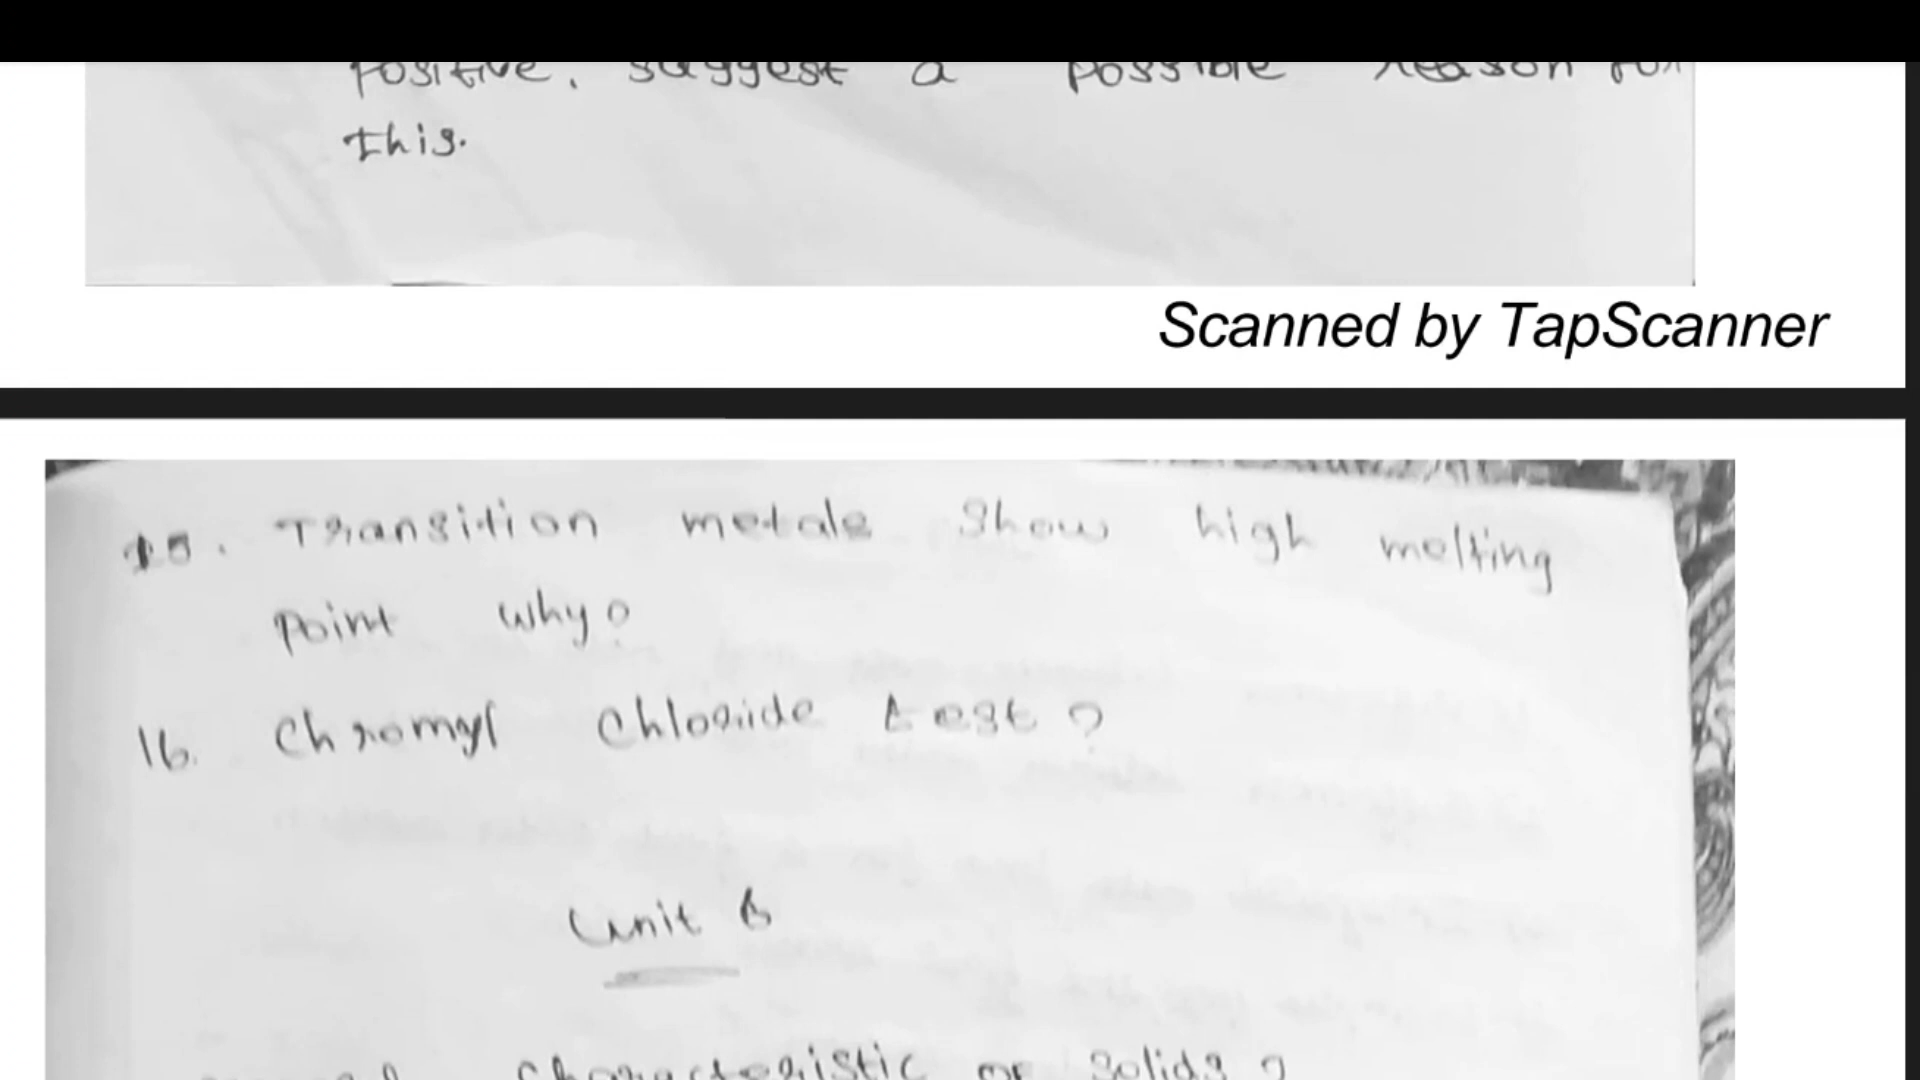 positive, suggest a possible reason for
this.
Scanned by TapScanner
15. Transition metals show high melting
point why?
16. Chromyl chloride test?
Unit 6
characteristic of solids?